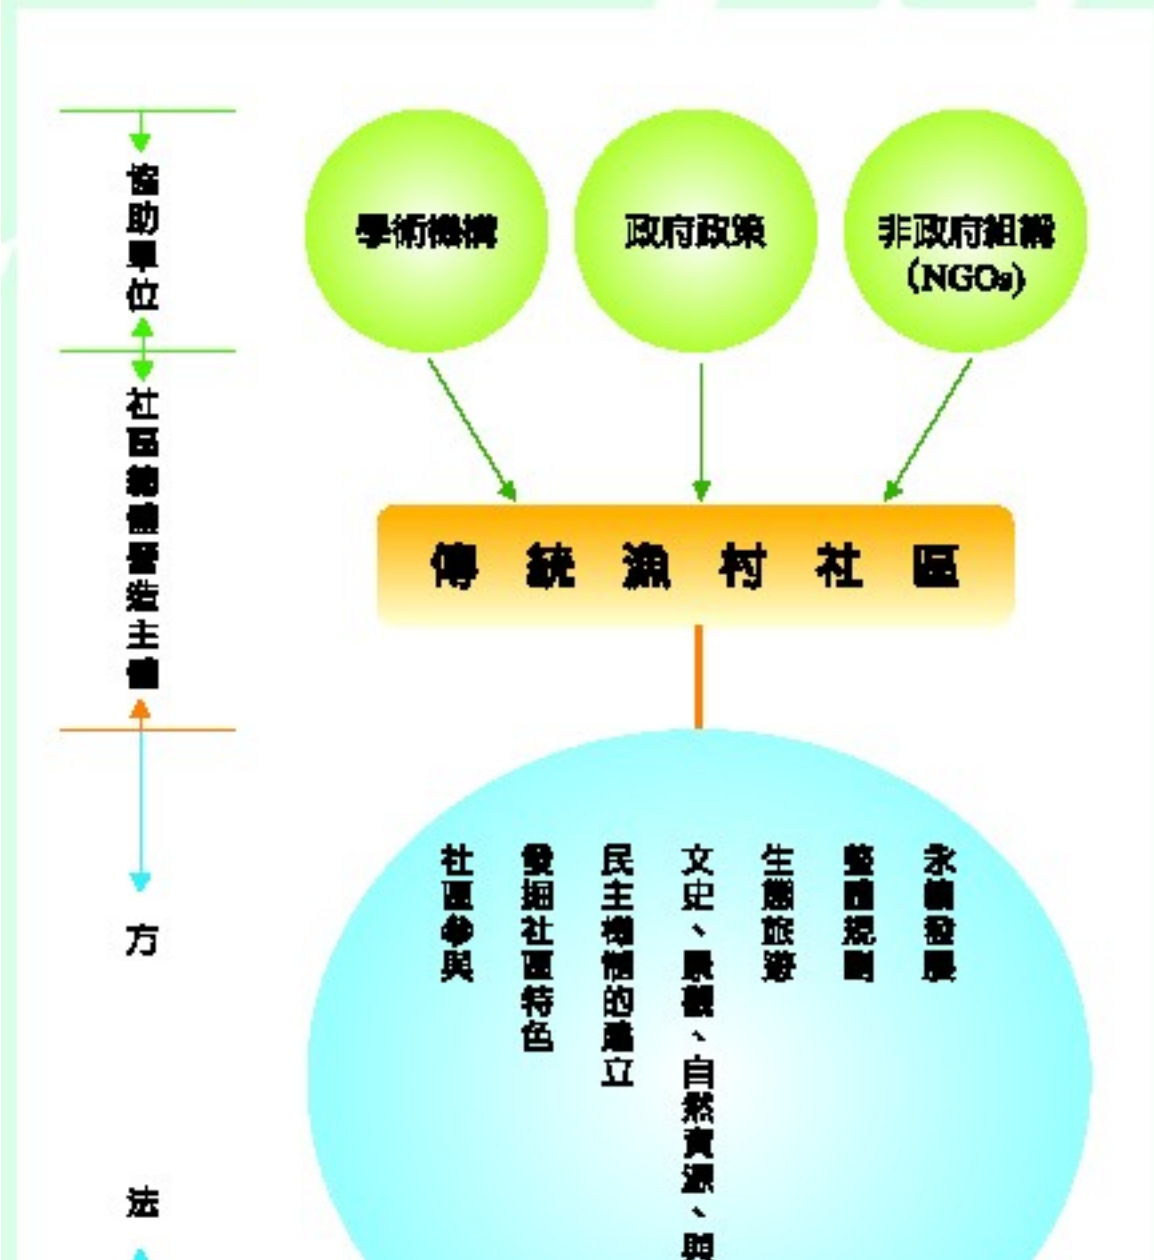 協助單位
學術機構
政府政策
非政府組織
(NGOs)
社區總體營造主體
傳統漁村社區
方法
社區參與
發掘社區特色
民主機制的建立
文史、景觀、自然資源、與
生態旅遊
整體規劃
永續發展